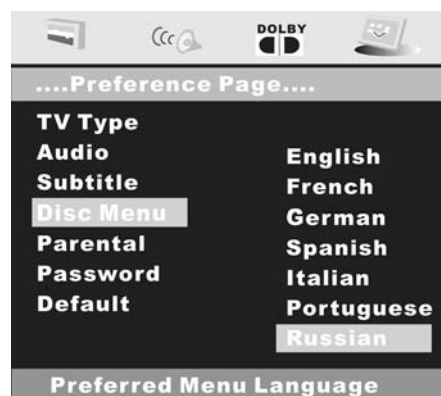 DOLBY
....Preference Page....
TV Type
Audio
Subtitle
Disc Menu
Parental
Password
Default
English
French
German
Spanish
Italian
Portuguese
Russian
Preferred Menu Language